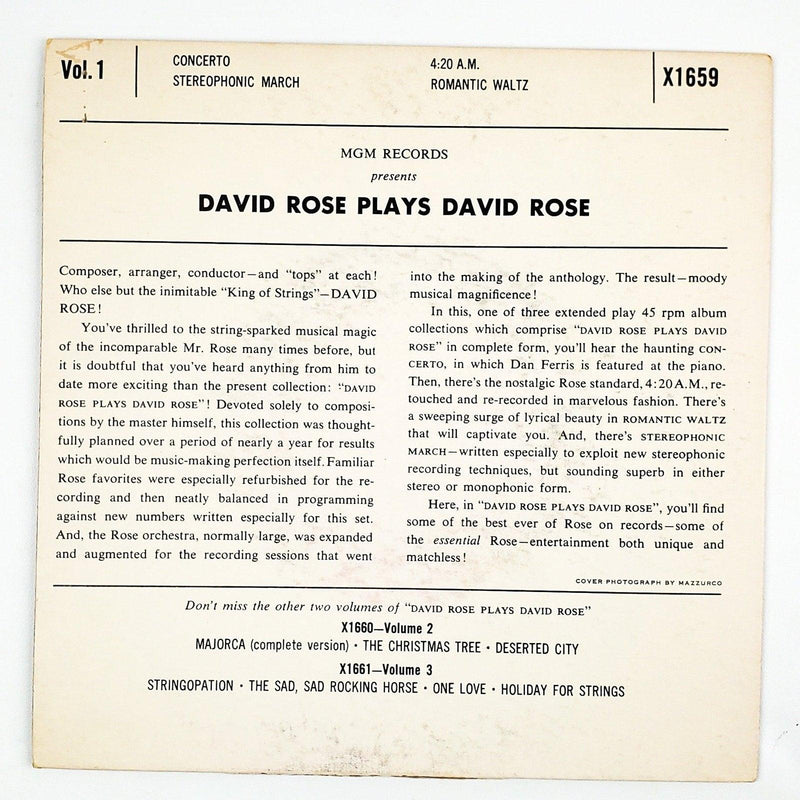 Vol. 1
CONCERTO
STEREOPHONIC MARCH
4:20 A.M.
ROMANTIC WALTZ
X1659
MGM RECORDS
presents
DAVID ROSE PLAYS DAVID ROSE
Composer, arranger, conductor—and "tops" at each!
Who else but the inimitable "King of Strings"—DAVID
ROSE!
You've thrilled to the string-sparked musical magic
of the incomparable Mr. Rose many times before, but
it is doubtful that you've heard anything from him to
date more exciting than the present collection: "DAVID
ROSE PLAYS DAVID ROSE"! Devoted solely to composi-
tions by the master himself, this collection was thought-
fully planned over a period of nearly a year for results
which would be music-making perfection itself. Familiar
Rose favorites were especially refurbished for the re-
cording and then neatly balanced in programming
against new numbers written especially for this set.
And, the Rose orchestra, normally large, was expanded
and augmented for the recording sessions that went
into the making of the anthology. The result—moody
musical magnificence!
In this, one of three extended play 45 rpm album
collections which comprise "DAVID ROSE PLAYS DAVID
ROSE" in complete form, you'll hear the haunting CON-
CERTO, in which Dan Ferris is featured at the piano.
Then, there's the nostalgic Rose standard, 4:20 A.M., re-
touched and re-recorded in marvelous fashion. There's
a sweeping surge of lyrical beauty in ROMANTIC WALTZ
that will captivate you. And, there's STEREOPHONIC
MARCH—written especially to exploit new stereophonic
recording techniques, but sounding superb in either
stereo or monophonic form.
Here, in "DAVID ROSE PLAYS DAVID ROSE", you'll find
some of the best ever of Rose on records—some of
the essential Rose—entertainment both unique and
matchless!
COVER PHOTOGRAPH BY MAZZURCO
Don't miss the other two volumes of "DAVID ROSE PLAYS DAVID ROSE"
X1660—Volume 2
MAJORCA (complete version) • THE CHRISTMAS TREE • DESERTED CITY
X1661—Volume 3
STRINGOPATION • THE SAD, SAD ROCKING HORSE • ONE LOVE • HOLIDAY FOR STRINGS